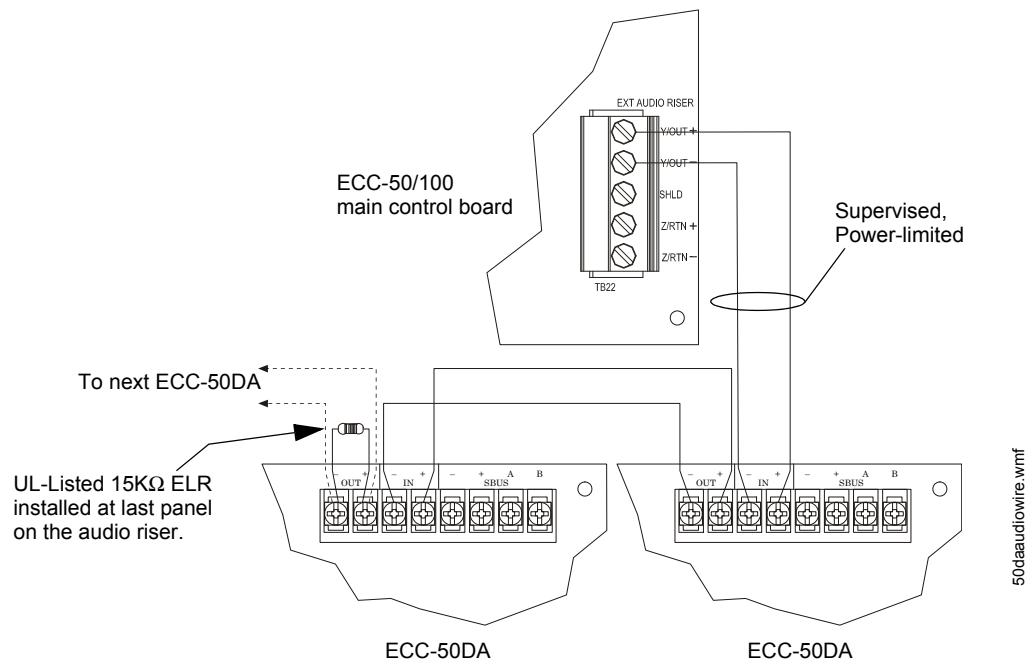 EXT AUDIO RISER
Y/OUT +
Y/OUT −
SHLD
Z/RTN +
Z/RTN −
TB22
ECC-50/100
main control board
Supervised,
Power-limited
To next ECC-50DA
UL-Listed 15KΩ ELR
installed at last panel
on the audio riser.
− + − + − + A B
OUT IN SBUS
− + − + − + A B
OUT IN SBUS
ECC-50DA
ECC-50DA
50daaudiowire.wmf